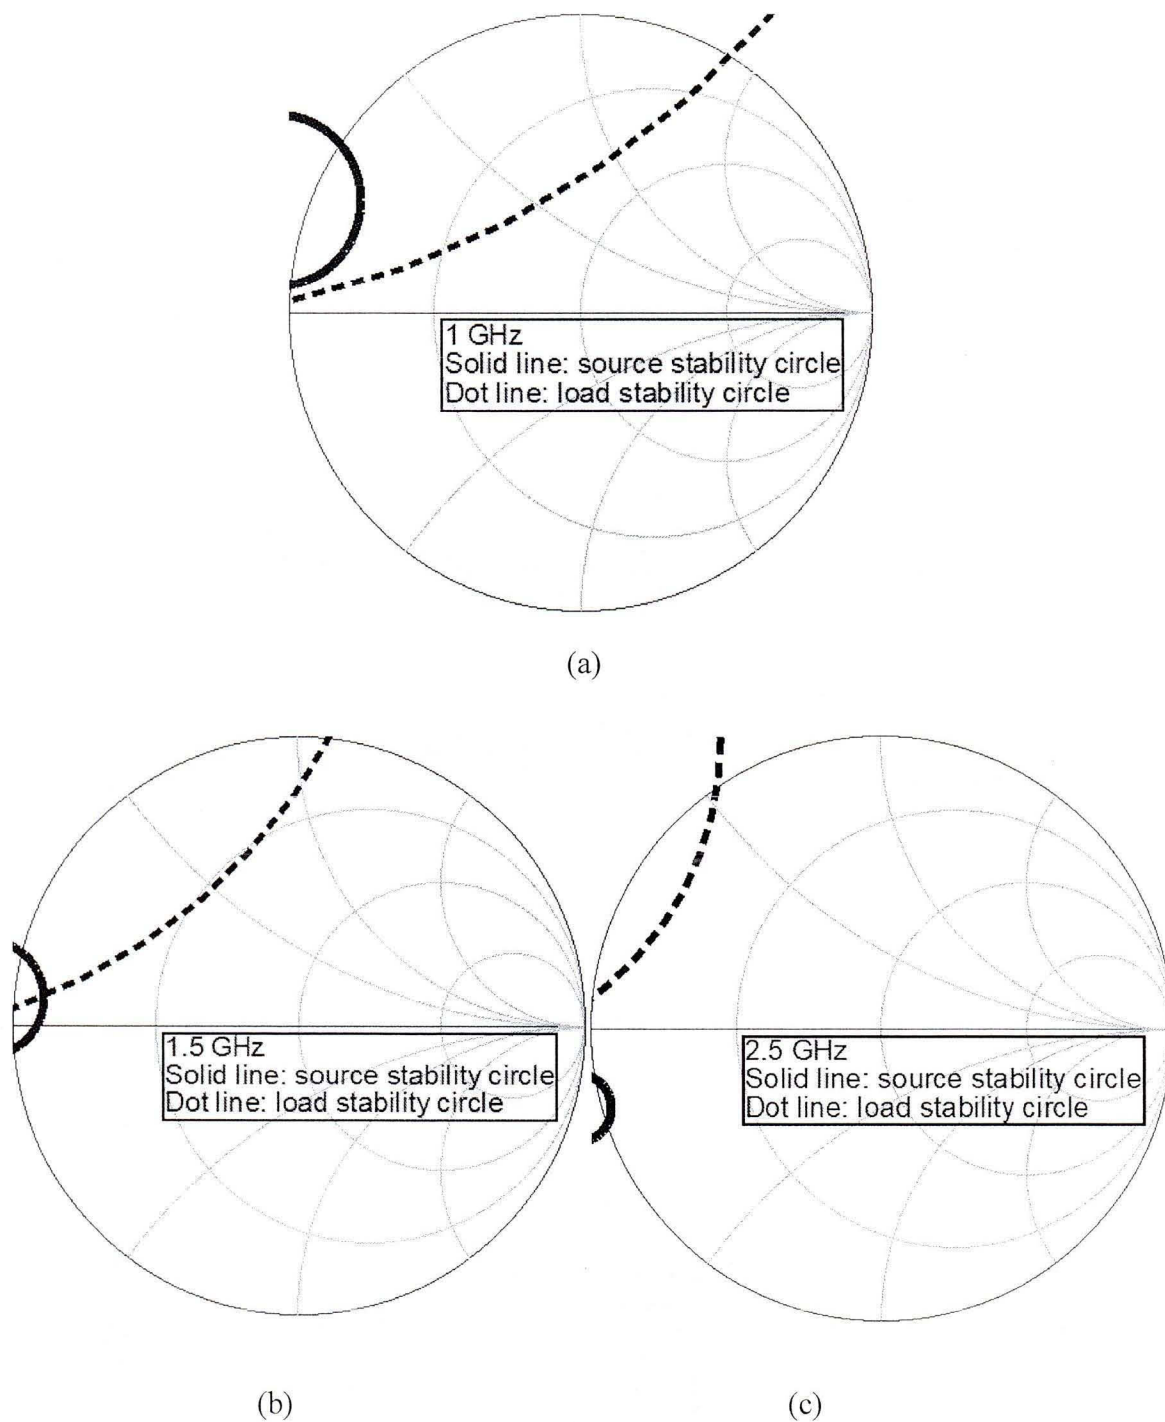 1 GHz
Solid line: source stability circle
Dot line: load stability circle
(a)
1.5 GHz
Solid line: source stability circle
Dot line: load stability circle
2.5 GHz
Solid line: source stability circle
Dot line: load stability circle
(b)
(c)